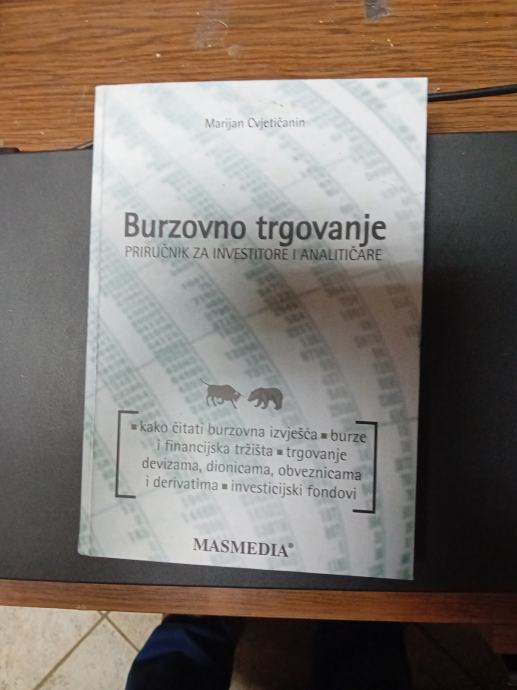 Marijan Cvjetičanin
Burzovno trgovanje
PRIRUČNIK ZA INVESTITORE I ANALITIČARE
▪ kako čitati burzovna izvješća ▪ burze
i financijska tržišta ▪ trgovanje
devizama, dionicama, obveznicama
i derivatima ▪ investicijski fondovi
MASMEDIA®